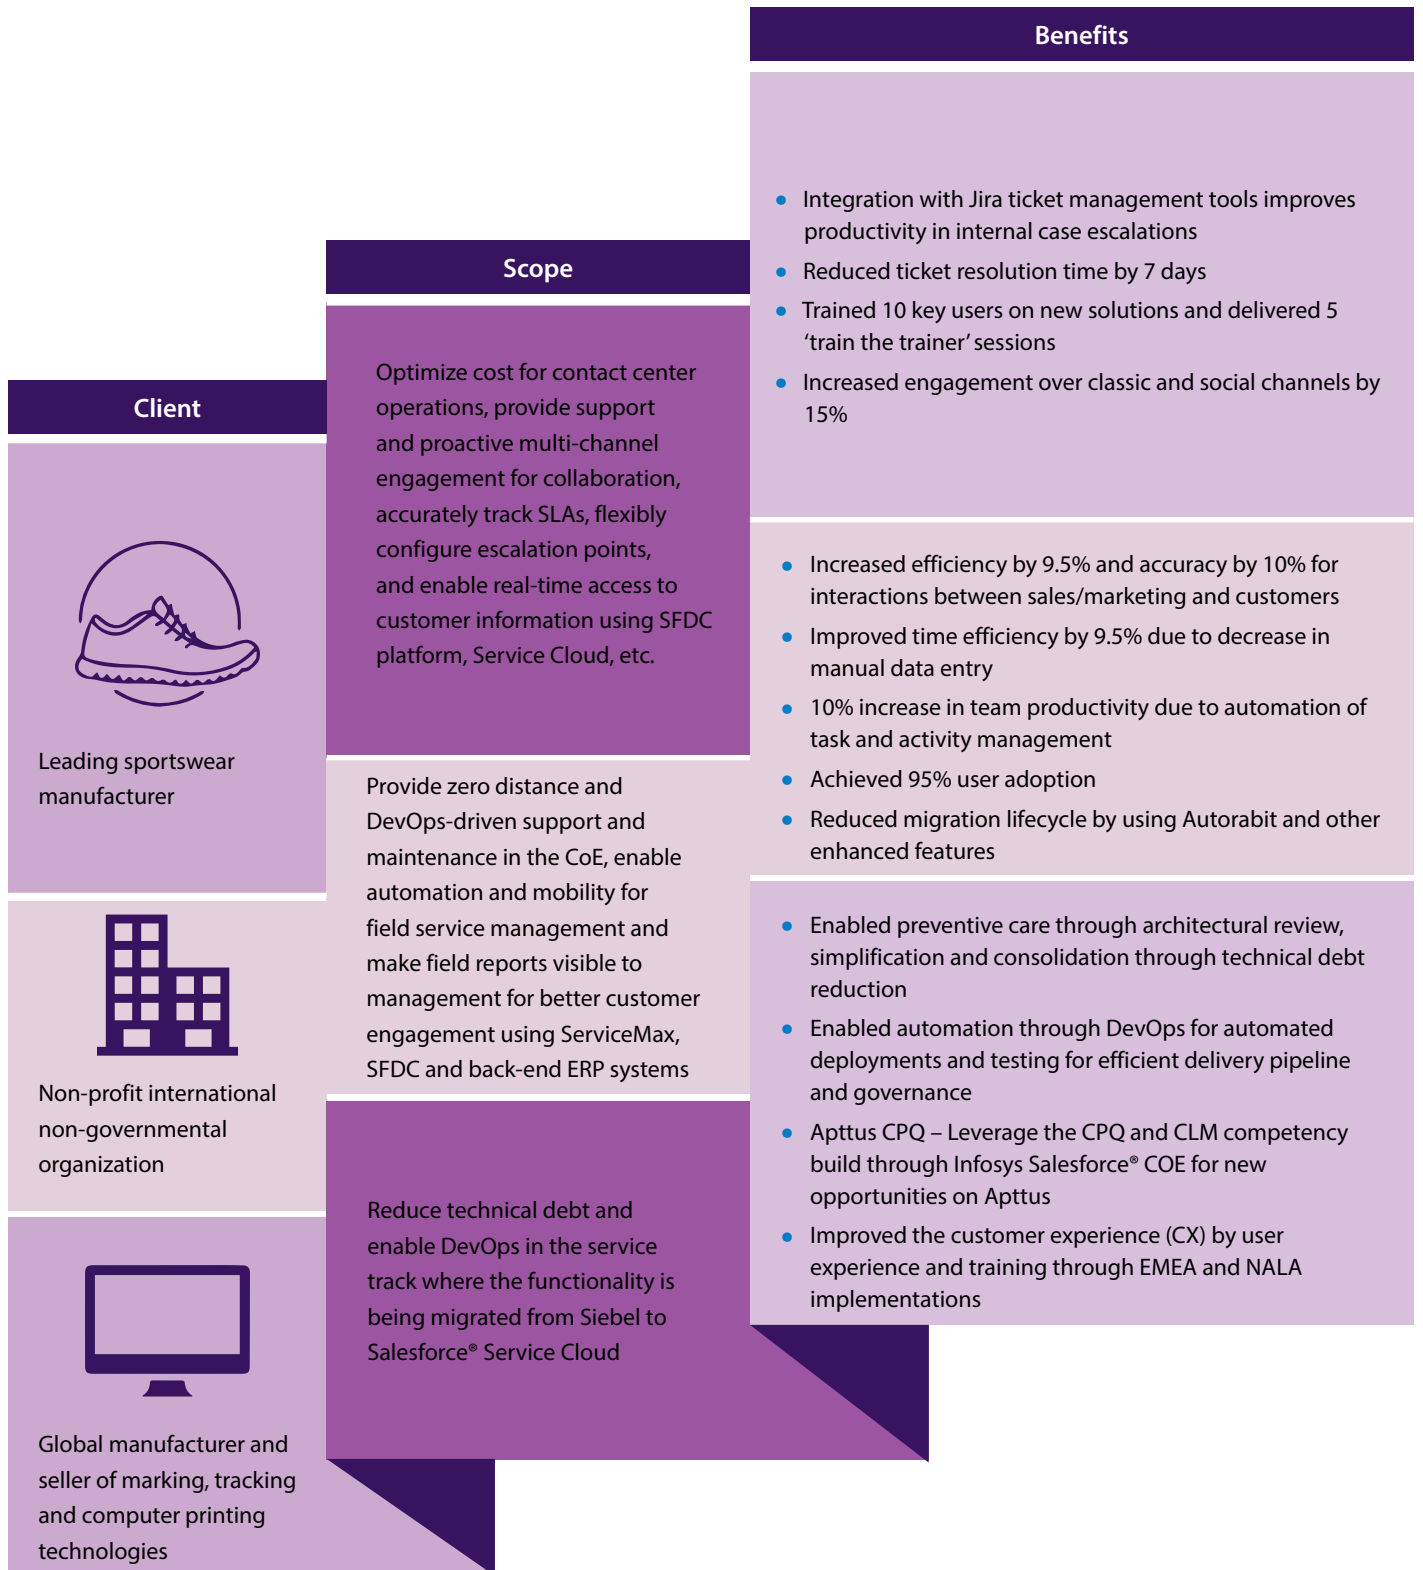 Client
Leading sportswear
manufacturer
Non-profit international
non-governmental
organization
Global manufacturer and
seller of marking, tracking
and computer printing
technologies
Scope
Optimize cost for contact center
operations, provide support
and proactive multi-channel
engagement for collaboration,
accurately track SLAs, flexibly
configure escalation points,
and enable real-time access to
customer information using SFDC
platform, Service Cloud, etc.
Provide zero distance and
DevOps-driven support and
maintenance in the CoE, enable
automation and mobility for
field service management and
make field reports visible to
management for better customer
engagement using ServiceMax,
SFDC and back-end ERP systems
Reduce technical debt and
enable DevOps in the service
track where the functionality is
being migrated from Siebel to
Salesforce® Service Cloud
Benefits
• Integration with Jira ticket management tools improves
productivity in internal case escalations
• Reduced ticket resolution time by 7 days
• Trained 10 key users on new solutions and delivered 5
‘train the trainer’ sessions
• Increased engagement over classic and social channels by
15%
• Increased efficiency by 9.5% and accuracy by 10% for
interactions between sales/marketing and customers
• Improved time efficiency by 9.5% due to decrease in
manual data entry
• 10% increase in team productivity due to automation of
task and activity management
• Achieved 95% user adoption
• Reduced migration lifecycle by using Autorabit and other
enhanced features
• Enabled preventive care through architectural review,
simplification and consolidation through technical debt
reduction
• Enabled automation through DevOps for automated
deployments and testing for efficient delivery pipeline
and governance
• Apttus CPQ – Leverage the CPQ and CLM competency
build through Infosys Salesforce® COE for new
opportunities on Apttus
• Improved the customer experience (CX) by user
experience and training through EMEA and NALA
implementations